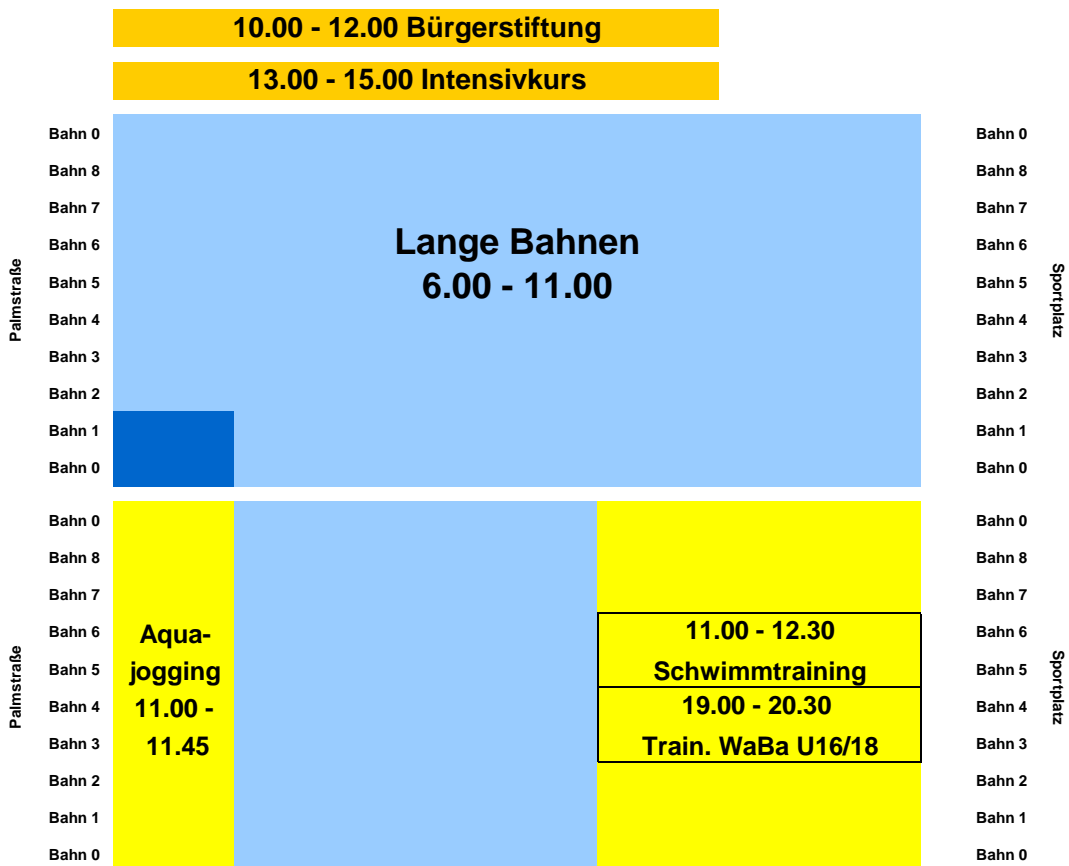 10.00 - 12.00 Bürgerstiftung
13.00 - 15.00 Intensivkurs
Bahn 0 Bahn 0
Bahn 8 Bahn 8
Bahn 7 Bahn 7
Bahn 6 Lange Bahnen Bahn 6
Palmstraße Bahn 5 6.00 - 11.00 Bahn 5 Sportplatz
Bahn 4 Bahn 4
Bahn 3 Bahn 3
Bahn 2 Bahn 2
Bahn 1 Bahn 1
Bahn 0 Bahn 0
Bahn 0 Bahn 0
Bahn 8 Bahn 8
Bahn 7 Bahn 7
Bahn 6 Aqua- 11.00 - 12.30 Bahn 6
Palmstraße Bahn 5 jogging Schwimmtraining Bahn 5 Sportplatz
Bahn 4 11.00 - 19.00 - 20.30 Bahn 4
Bahn 3 11.45 Train. WaBa U16/18 Bahn 3
Bahn 2 Bahn 2
Bahn 1 Bahn 1
Bahn 0 Bahn 0